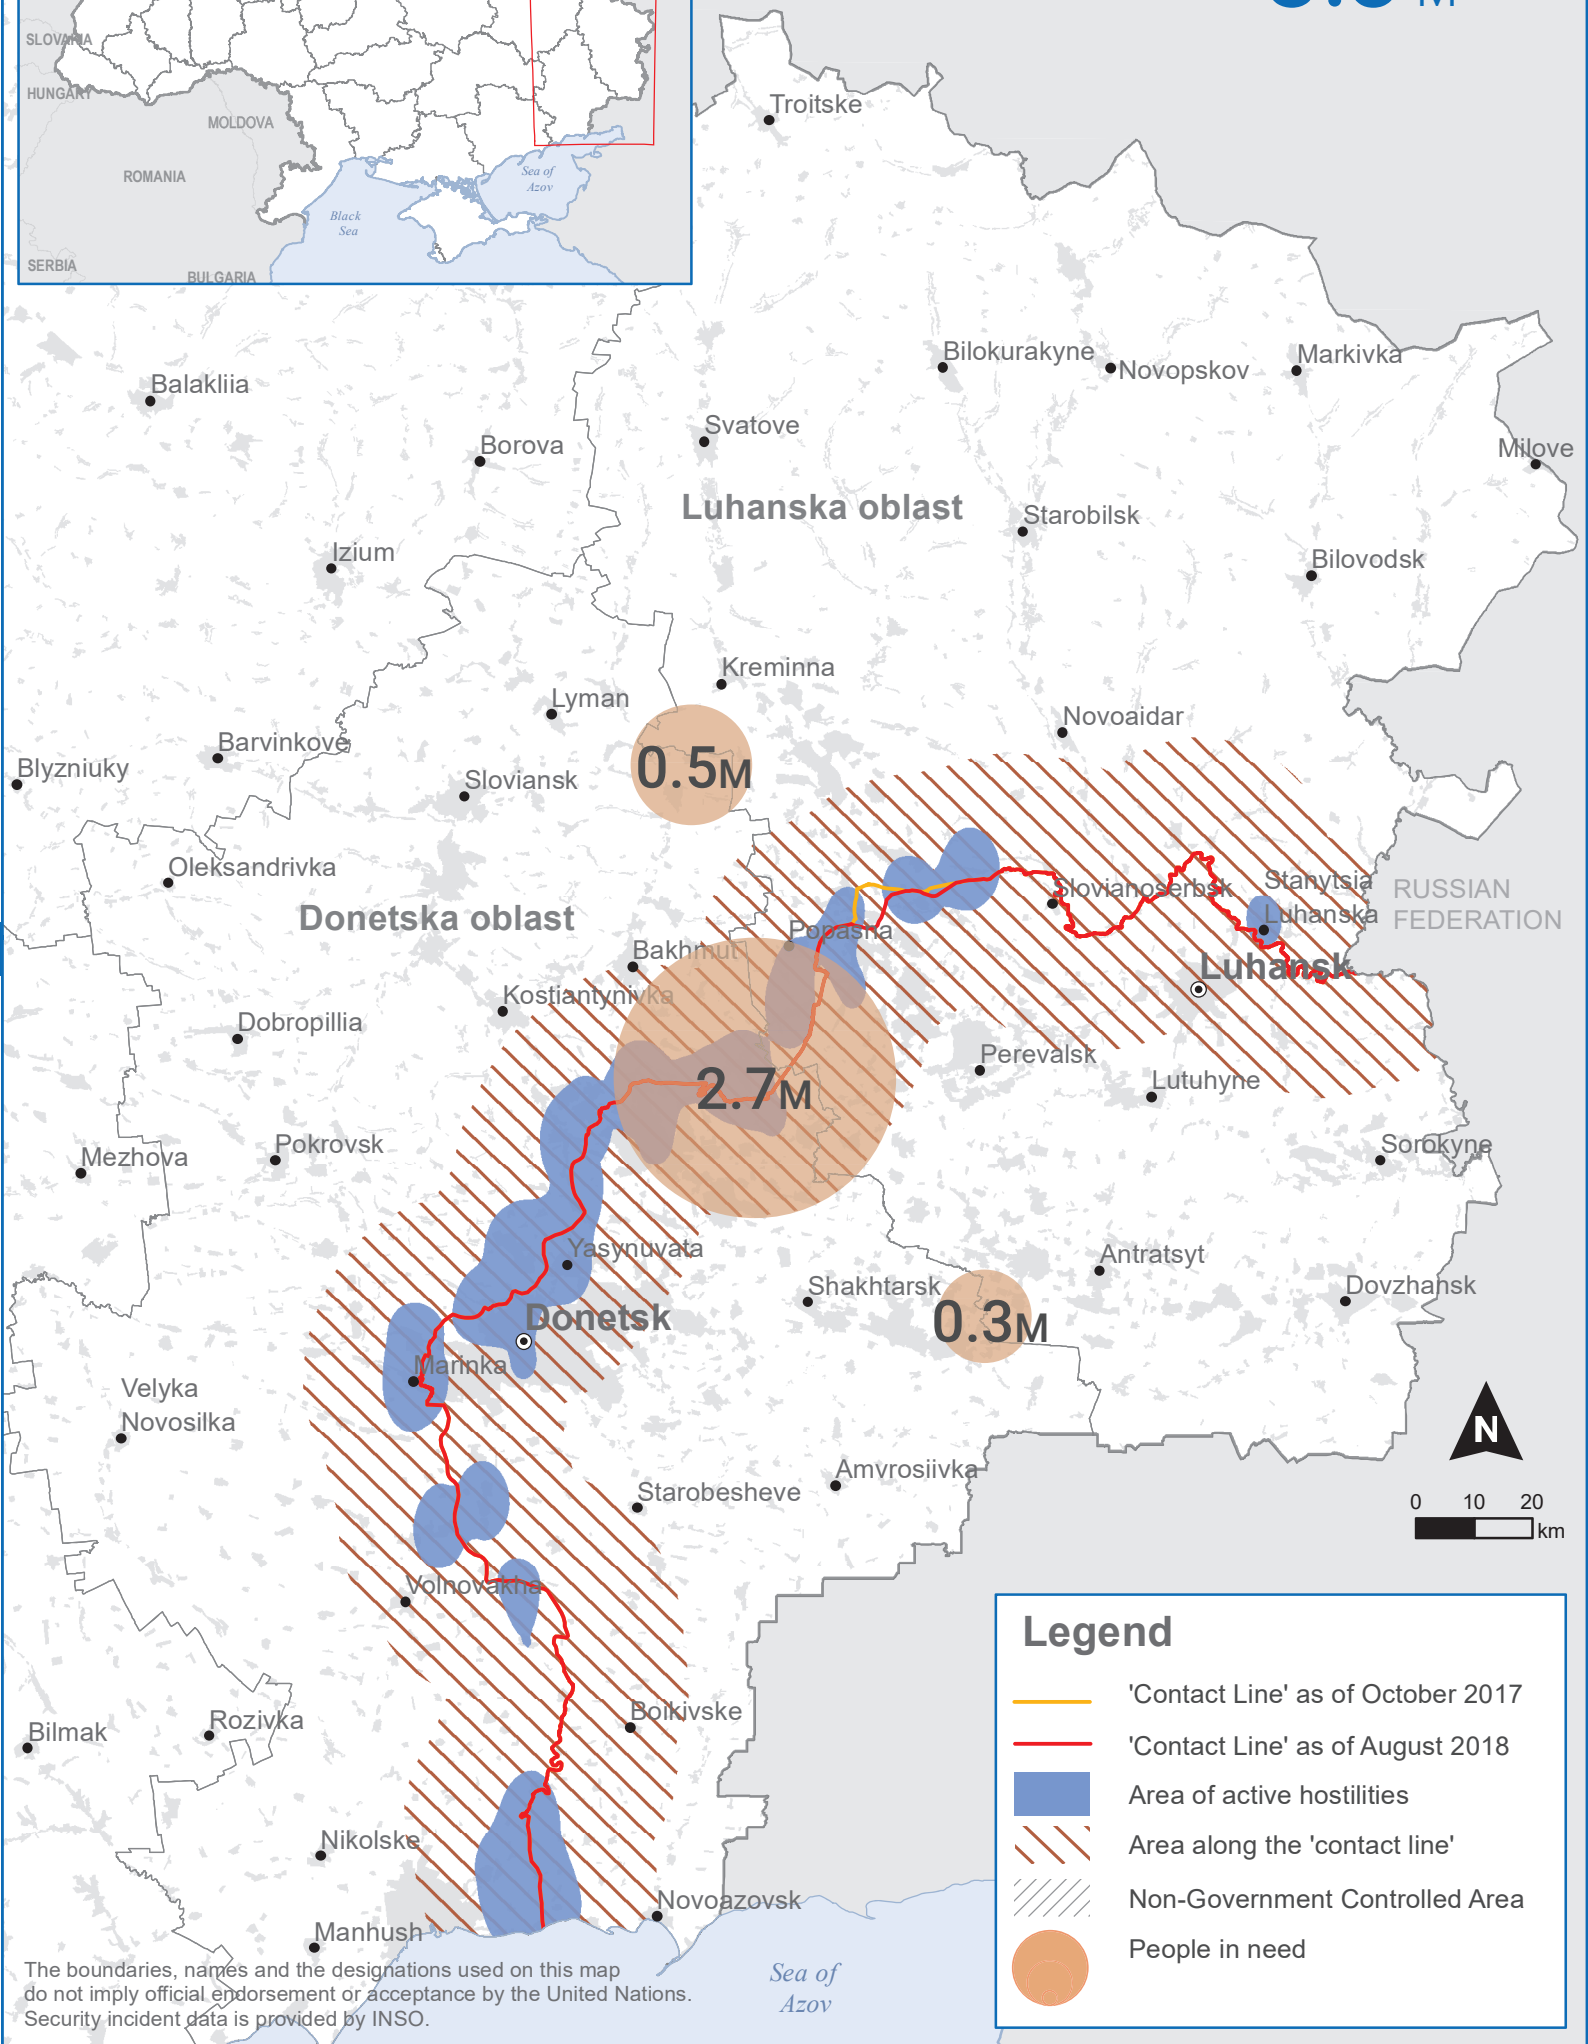 SLOVAKIA
HUNGARY
MOLDOVA
ROMANIA
SERBIA
BULGARIA
Black
Sea
Sea of
Azov
Troitske
Bilokurakyne
Novopskov
Markivka
Balakliia
Svatove
Borova
Milove
Luhanska oblast
Starobilsk
Izium
Bilovodsk
Kreminna
Lyman
Novoaidar
Barvinkove
Blyzniuky
0.5M
Sloviansk
Oleksandrivka
Slovianoserbsk
Stanytsia
Luhanska
RUSSIAN
FEDERATION
Donetska oblast
Popasna
Bakhmut
Luhansk
Kostiantynivka
Dobropillia
Perevalsk
Lutuhyne
2.7M
Pokrovsk
Mezhova
Sorokyne
Yasynuvata
Antratsyt
Shakhtarsk
Dovzhansk
Donetsk
0.3M
Marinka
Velyka
Novosilka
N
Amvrosiivka
Starobesheve
0 10 20
km
Volnovakha
Boikivske
Rozivka
Bilmak
Nikolske
Novoazovsk
Manhush
Sea of
Azov
Legend
'Contact Line' as of October 2017
'Contact Line' as of August 2018
Area of active hostilities
Area along the 'contact line'
Non-Government Controlled Area
People in need
The boundaries, names and the designations used on this map
do not imply official endorsement or acceptance by the United Nations.
Security incident data is provided by INSO.